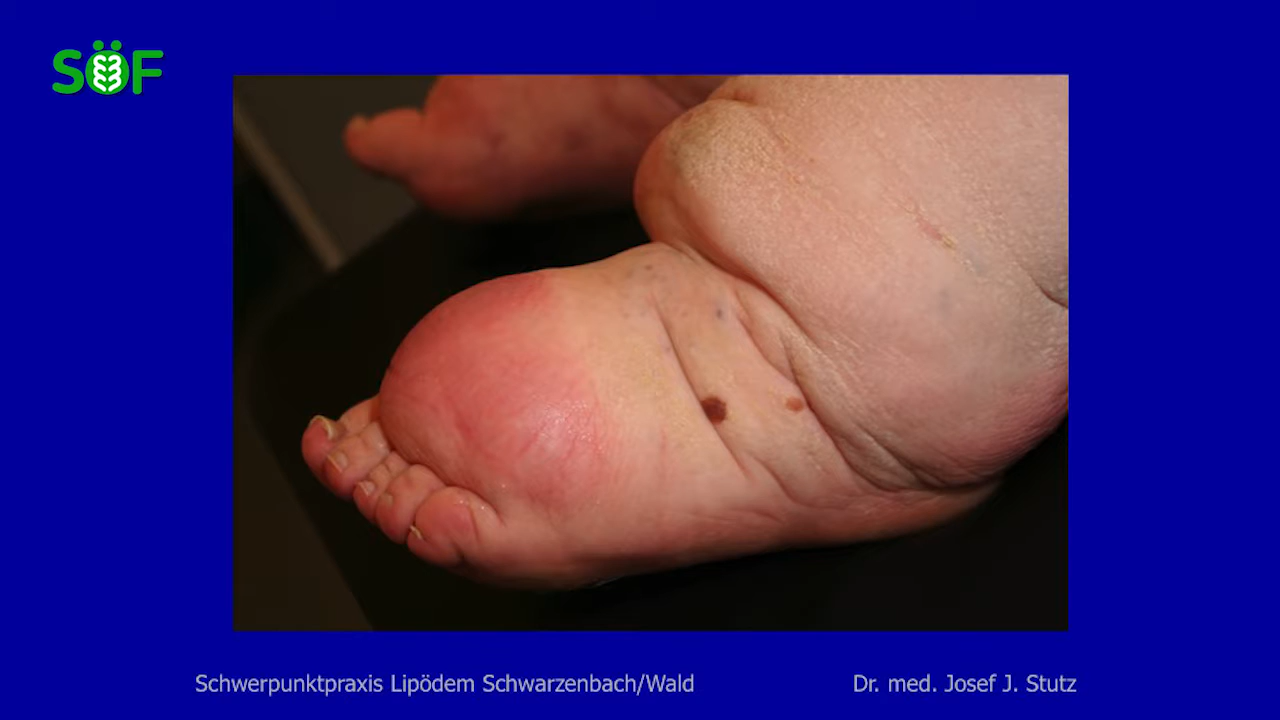 SÖF
Schwerpunktpraxis Lipödem Schwarzenbach/Wald
Dr. med. Josef J. Stutz